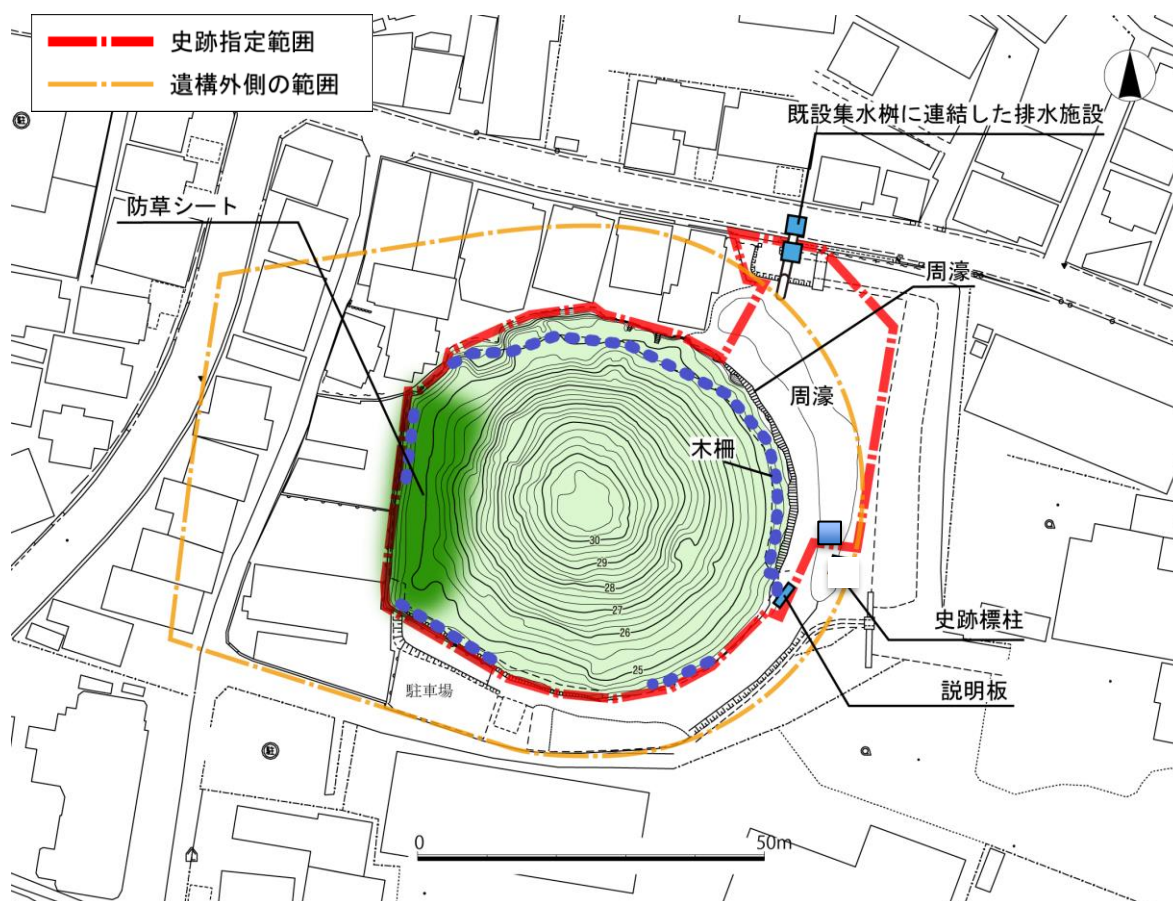 史跡指定範囲
遺構外側の範囲
既設集水桝に連結した排水施設
防草シート
周濠
周濠
木柵
30
29
28
27
26
25
史跡標柱
説明板
駐車場
0
50m